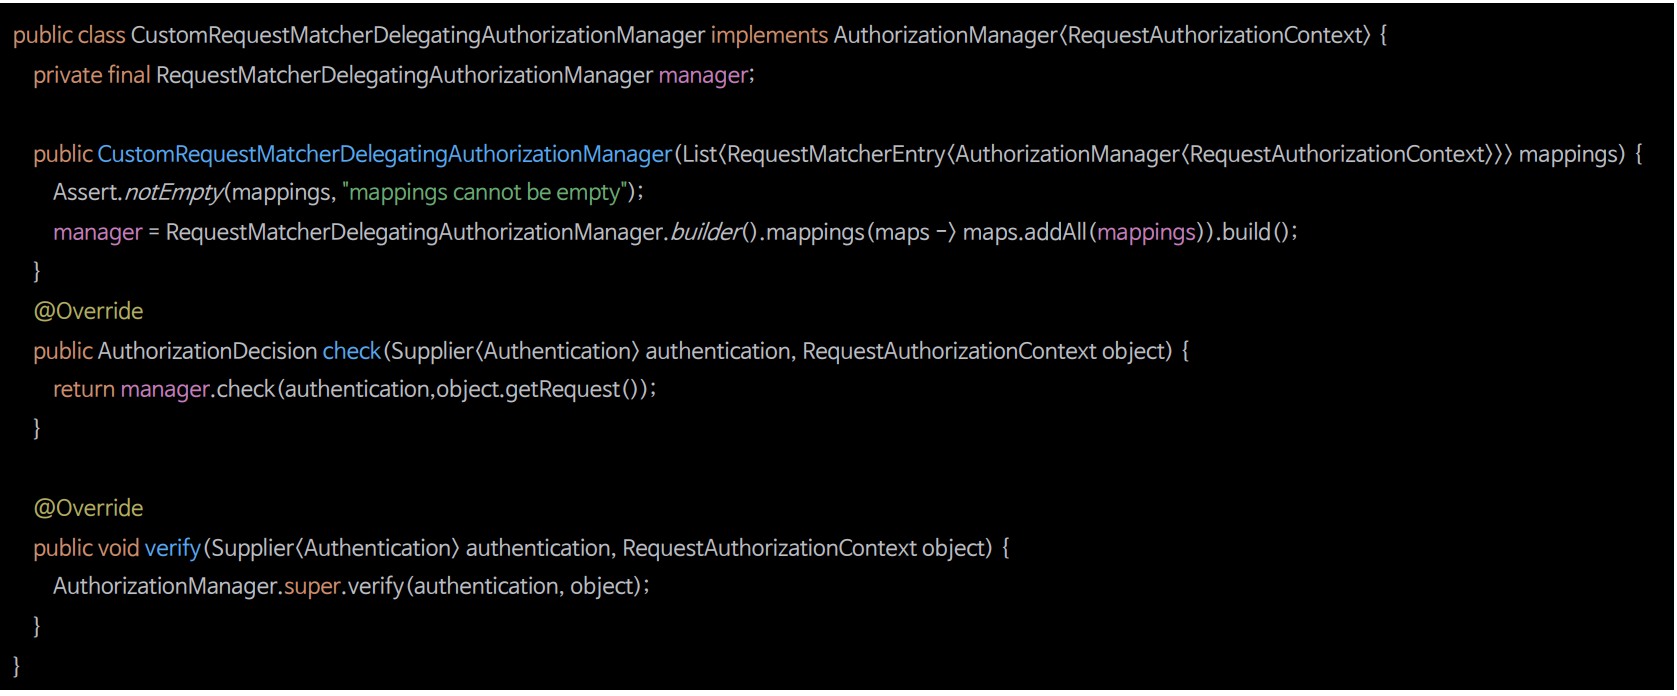 public class CustomRequestMatcherDelegatingAuthorizationManager implements AuthorizationManager<RequestAuthorizationContext> {
private final RequestMatcherDelegatingAuthorizationManager manager;
public CustomRequestMatcherDelegatingAuthorizationManager(List<RequestMatcherEntry<AuthorizationManager<RequestAuthorizationContext>>> mappings) {
Assert.notEmpty(mappings, "mappings cannot be empty");
manager = RequestMatcherDelegatingAuthorizationManager.builder().mappings(maps -> maps.addAll(mappings)).build();
}
@Override
public AuthorizationDecision check(Supplier<Authentication> authentication, RequestAuthorizationContext object) {
return manager.check(authentication,object.getRequest());
}
@Override
public void verify(Supplier<Authentication> authentication, RequestAuthorizationContext object) {
AuthorizationManager.super.verify(authentication, object);
}
}